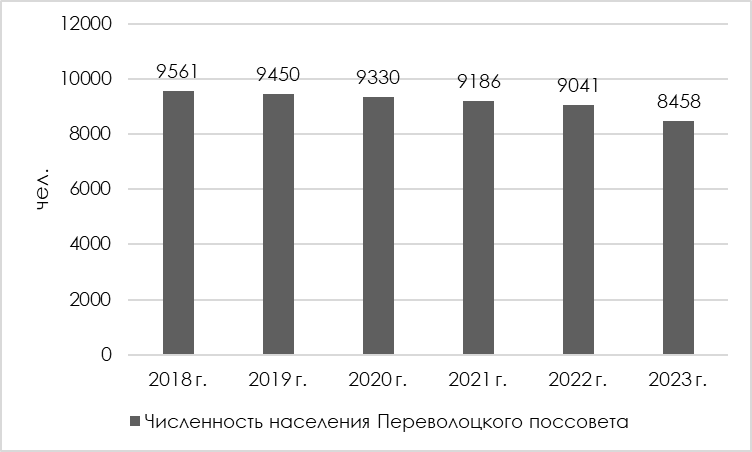 12000
10000
8000
6000
4000
2000
0
чел.
9561 9450 9330 9186 9041 8458
2018 г. 2019 г. 2020 г. 2021 г. 2022 г. 2023 г.
Численность населения Переволоцкого поссовета